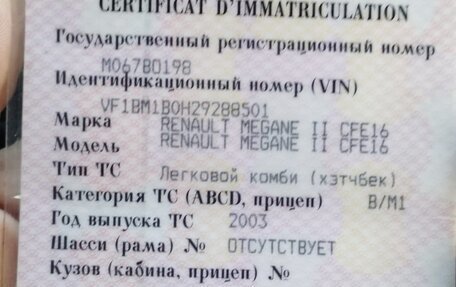 CERTIFICAT D'IMMATRICULATION
Государственный регистрационный номер
М067ВО198
Идентификационный номер (VIN)
VF1BM1B0H29288501
Марка RENAULT MEGANE II CFE16
Модель RENAULT MEGANE II CFE16
Тип ТС Легковой комби (хэтчбек)
Категория ТС (ABCD, прицеп) B/M1
Год выпуска ТС 2003
Шасси (рама) № ОТСУТСТВУЕТ
Кузов (кабина, прицеп) №